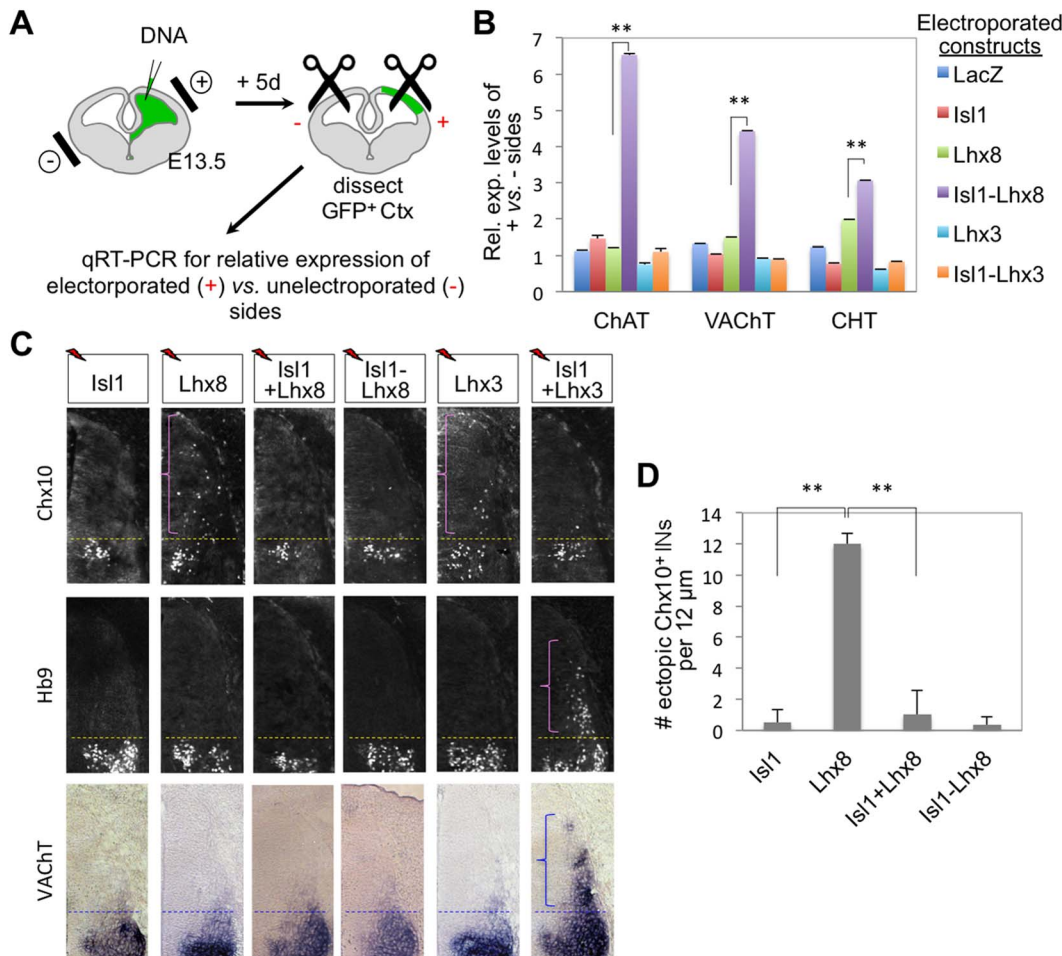 A
DNA
+ 5d
+
-
E13.5
-
+
dissect
GFP+ Ctx
qRT-PCR for relative expression of
electorporated (+) vs. unelectroporated (-)
sides
B
Rel. exp. levels of
+ vs. - sides
7
6
5
4
3
2
1
0
**
**
**
ChAT
VAChT
CHT
Electroporated
constructs
LacZ
Isl1
Lhx8
Isl1-Lhx8
Lhx3
Isl1-Lhx3
C
Isl1
Lhx8
Isl1
+Lhx8
Isl1-
Lhx8
Lhx3
Isl1
+Lhx3
Chx10
Hb9
VAChT
D
# ectopic Chx10+ INs
per 12 μm
**
**
14
12
10
8
6
4
2
0
Isl1
Lhx8
Isl1+Lhx8
Isl1-Lhx8